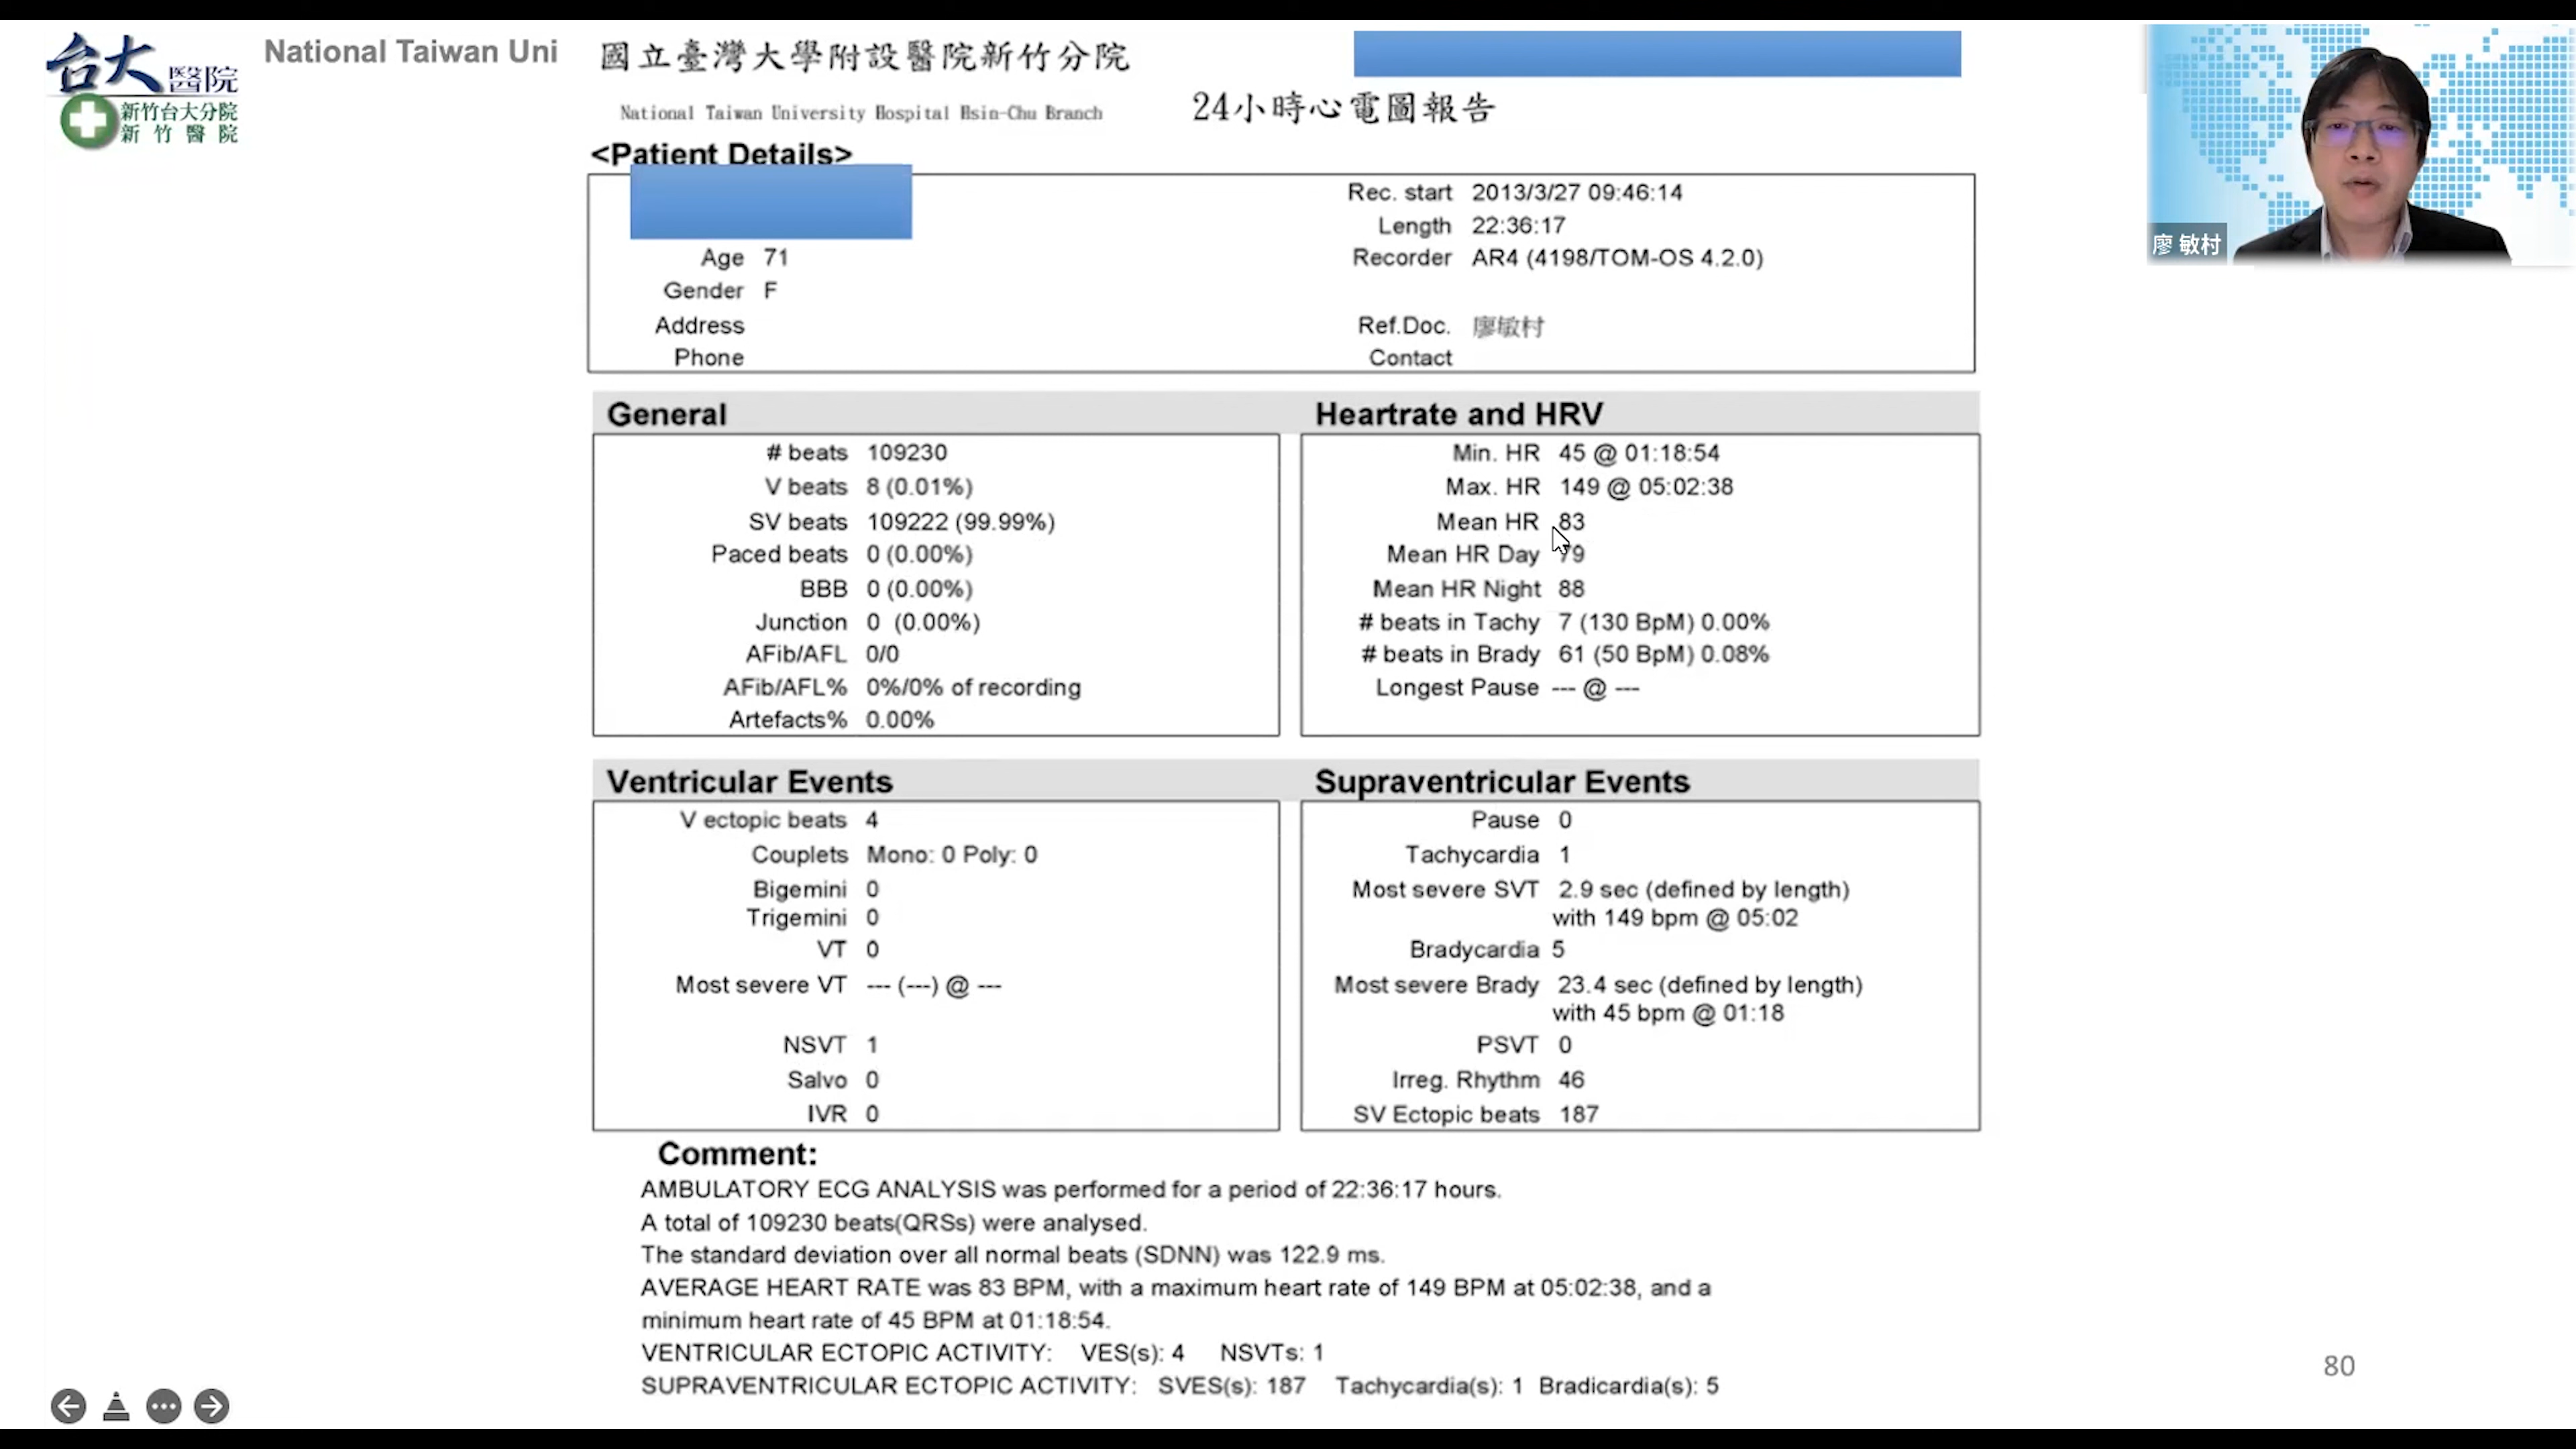 台大醫院
新竹台大分院
新竹醫院
National Taiwan Uni
國立臺灣大學附設醫院新竹分院
National Taiwan University Hospital Hsin-Chu Branch
24小時心電圖報告
廖 敏村
<Patient Details>
Rec. start 2013/3/27 09:46:14
Length 22:36:17
Age 71 Recorder AR4 (4198/TOM-OS 4.2.0)
Gender F
Address Ref.Doc. 廖敏村
Phone Contact
General
# beats 109230
V beats 8 (0.01%)
SV beats 109222 (99.99%)
Paced beats 0 (0.00%)
BBB 0 (0.00%)
Junction 0 (0.00%)
AFib/AFL 0/0
AFib/AFL% 0%/0% of recording
Artefacts% 0.00%
Heartrate and HRV
Min. HR 45 @ 01:18:54
Max. HR 149 @ 05:02:38
Mean HR 83
Mean HR Day 79
Mean HR Night 88
# beats in Tachy 7 (130 BpM) 0.00%
# beats in Brady 61 (50 BpM) 0.08%
Longest Pause --- @ ---
Ventricular Events
V ectopic beats 4
Couplets Mono: 0 Poly: 0
Bigemini 0
Trigemini 0
VT 0
Most severe VT --- (---) @ ---
NSVT 1
Salvo 0
IVR 0
Supraventricular Events
Pause 0
Tachycardia 1
Most severe SVT 2.9 sec (defined by length)
with 149 bpm @ 05:02
Bradycardia 5
Most severe Brady 23.4 sec (defined by length)
with 45 bpm @ 01:18
PSVT 0
Irreg. Rhythm 46
SV Ectopic beats 187
Comment:
AMBULATORY ECG ANALYSIS was performed for a period of 22:36:17 hours.
A total of 109230 beats(QRSs) were analysed.
The standard deviation over all normal beats (SDNN) was 122.9 ms.
AVERAGE HEART RATE was 83 BPM, with a maximum heart rate of 149 BPM at 05:02:38, and a
minimum heart rate of 45 BPM at 01:18:54.
VENTRICULAR ECTOPIC ACTIVITY: VES(s): 4 NSVTs: 1
SUPRAVENTRICULAR ECTOPIC ACTIVITY: SVES(s): 187 Tachycardia(s): 1 Bradicardia(s): 5
80